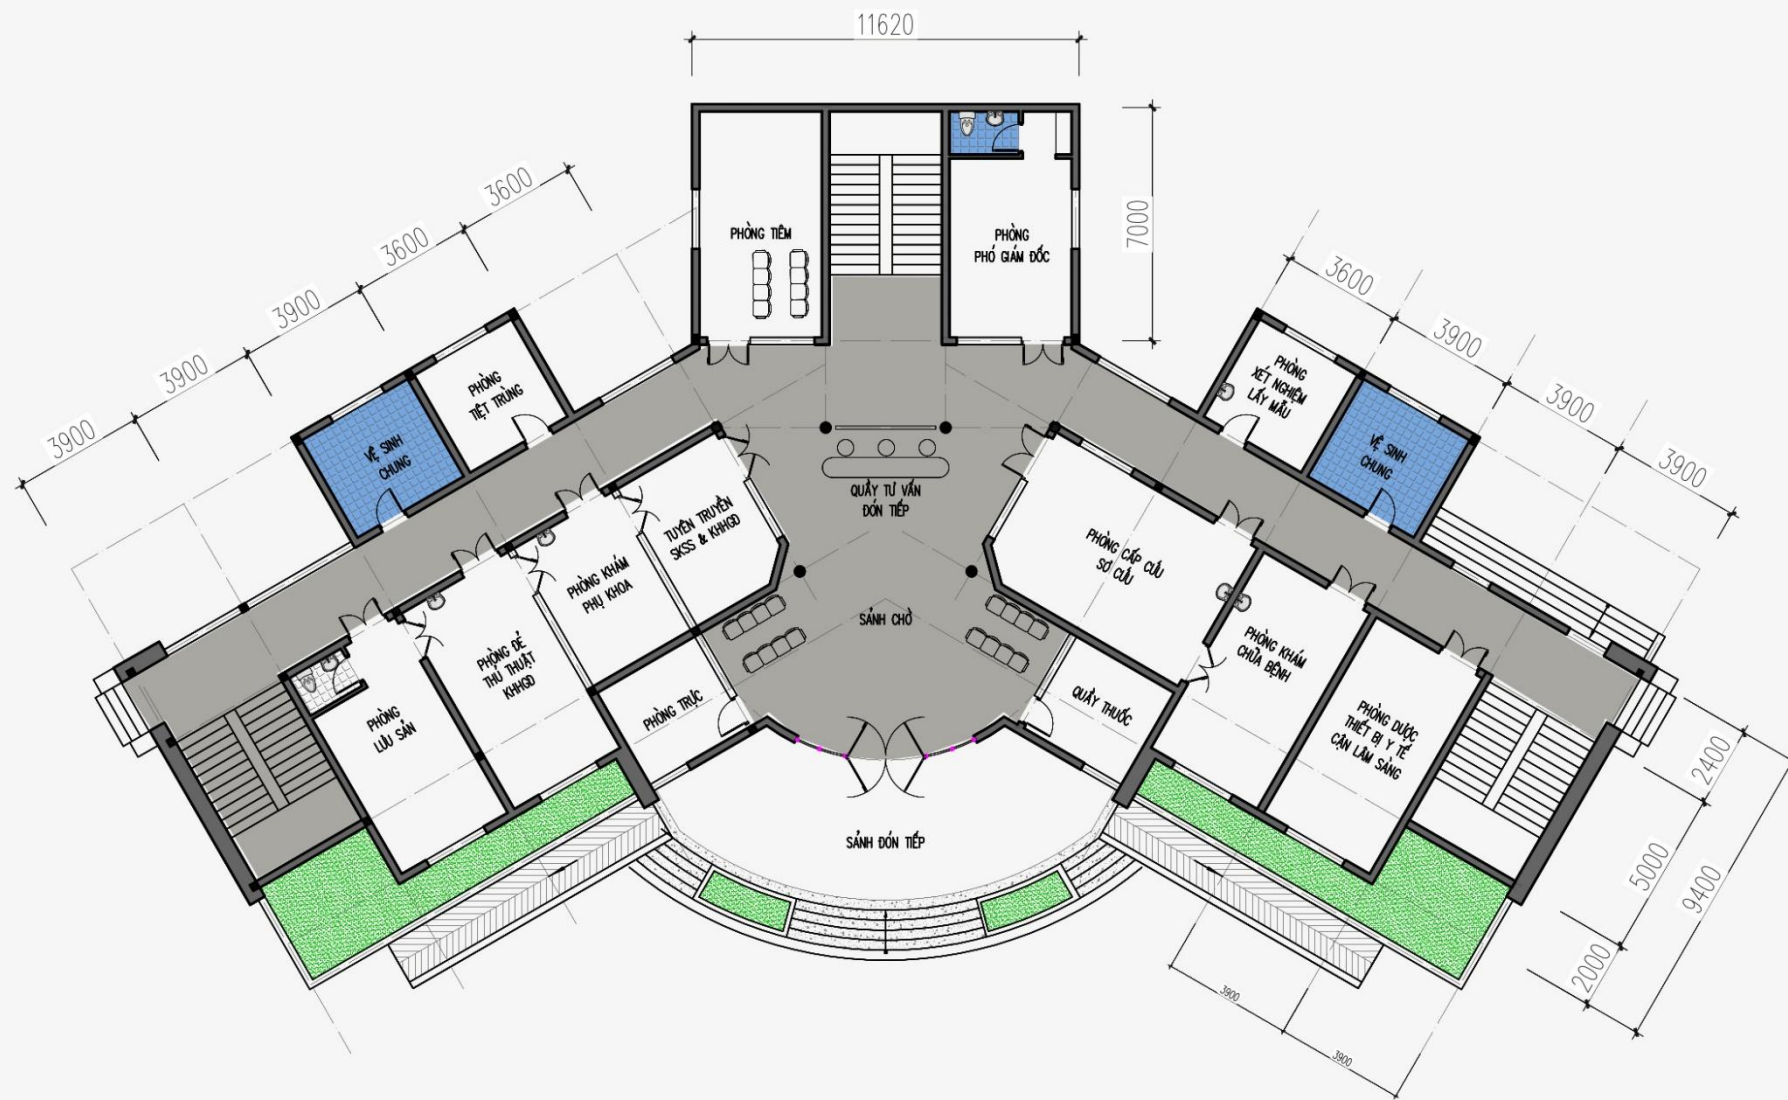 11620
7000
3600
3600
3900
3900
3900
3600
3900
3900
3900
PHÒNG TIÊM
PHÒNG
PHÓ GIÁM ĐỐC
PHÒNG
TIỆT TRÙNG
VỆ SINH
CHUNG
PHÒNG
XÉT NGHIỆM
LẤY MẪU
VỆ SINH
CHUNG
QUẦY TƯ VẤN
ĐÓN TIẾP
TUYÊN TRUYỀN
SKSS & KHHGD
PHÒNG KHÁM
PHỤ KHOA
PHÒNG ĐẺ
THỦ THUẬT
KHHGD
PHÒNG
LƯU SẢN
PHÒNG TRỰC
SẢNH CHỜ
PHÒNG CẤP CỨU
SƠ CỨU
PHÒNG KHÁM
CHỮA BỆNH
QUẦY THUỐC
PHÒNG DƯỢC
THIẾT BỊ Y TẾ
CẬN LÂM SÀNG
SẢNH ĐÓN TIẾP
2400
5000
9400
2000
3900
3900